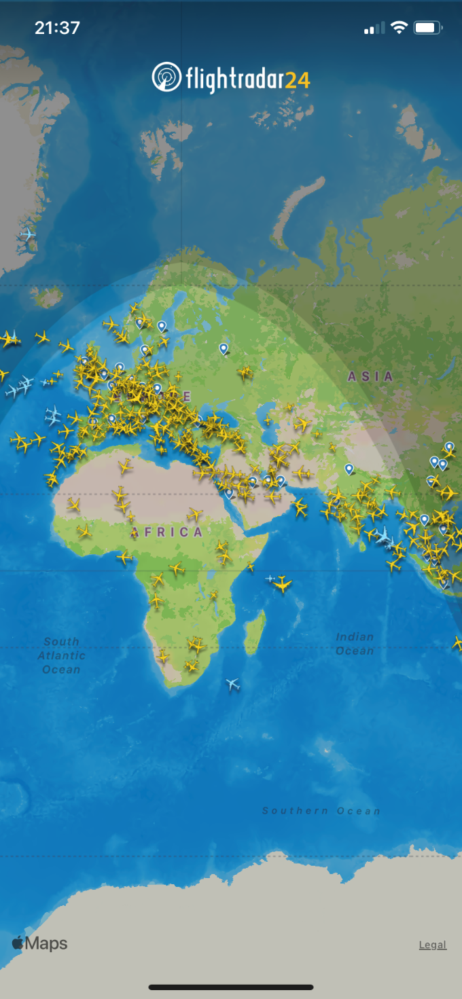 21:37
flightradar24
ASIA
E
AFRICA
South
Atlantic
Ocean
Indian
Ocean
Southern Ocean
Maps
Legal